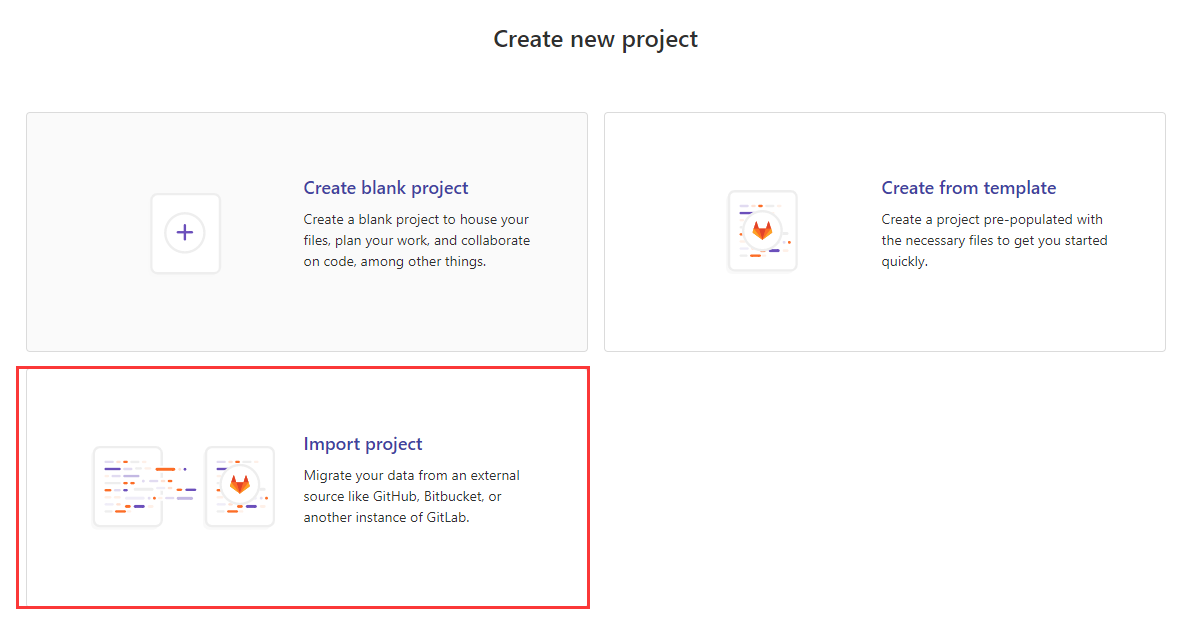 Create new project
Create blank project
Create a blank project to house your
files, plan your work, and collaborate
on code, among other things.
Create from template
Create a project pre-populated with
the necessary files to get you started
quickly.
Import project
Migrate your data from an external
source like GitHub, Bitbucket, or
another instance of GitLab.